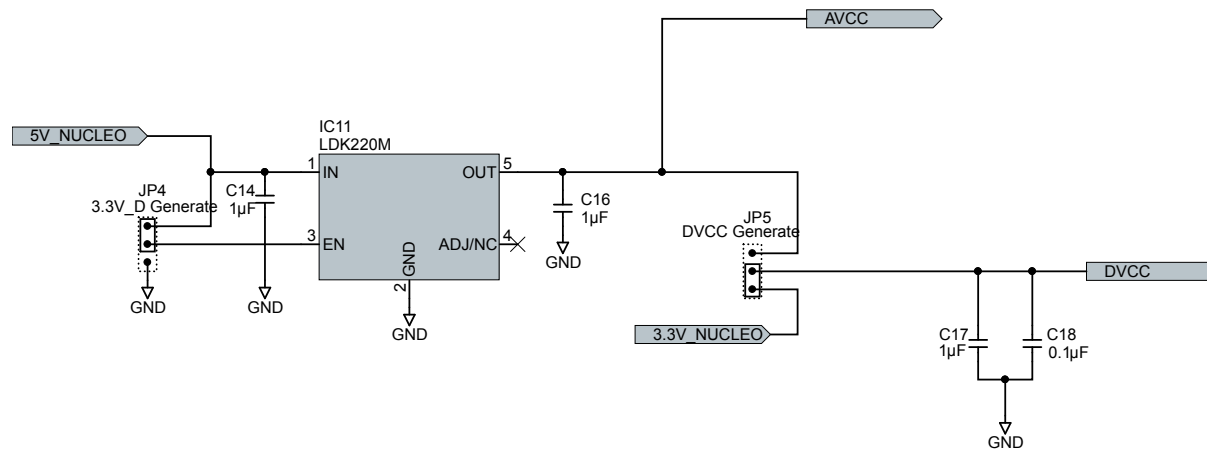 AVCC
5V_NUCLEO
IC11
LDK220M
1
IN
OUT
5
JP4
3.3V_D Generate
C14
1µF
C16
1µF
3
EN
ADJ/NC
4
GND
2
GND
GND
GND
GND
JP5
DVCC Generate
DVCC
3.3V_NUCLEO
C17
1µF
C18
0.1µF
GND